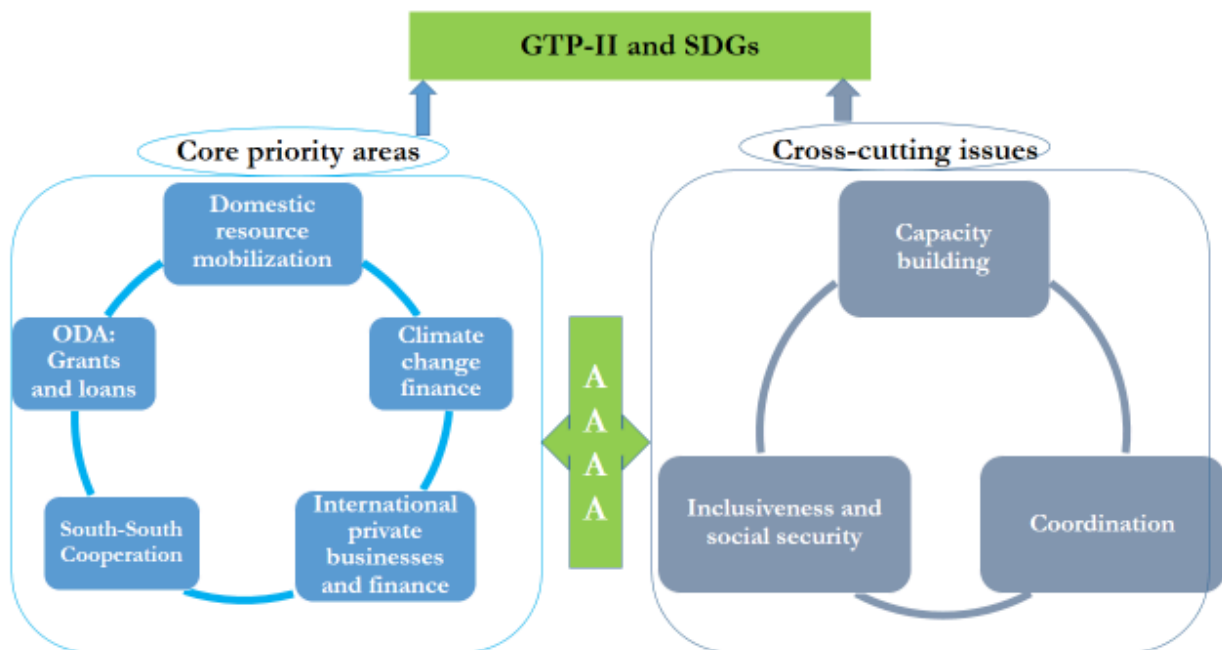 GTP-II and SDGs
Core priority areas
Domestic
resource
mobilization
ODA:
Grants
and loans
Climate
change
finance
South-South
Cooperation
International
private
businesses
and finance
A
A
A
A
Cross-cutting issues
Capacity
building
Inclusiveness and
social security
Coordination